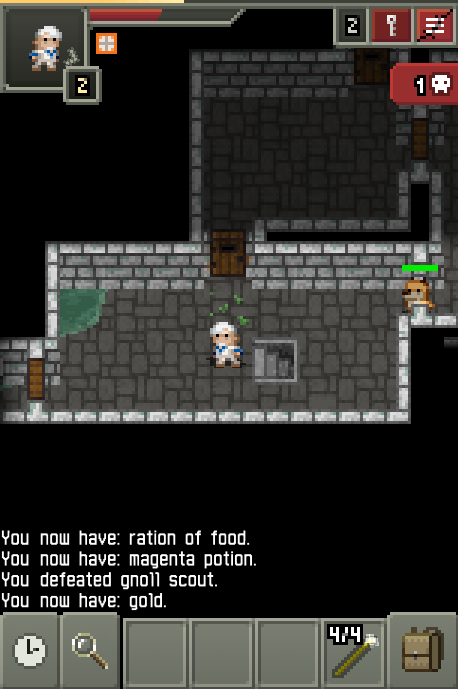 2
1
2
You now have: ration of food.
You now have: magenta potion.
You defeated gnoll scout.
You now have: gold.
4/4